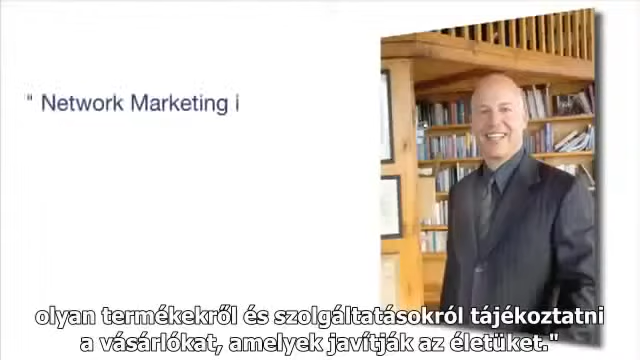 " Network Marketing i
olyan termékekről és szolgáltatásokról tájékoztatni
a vásárlókat, amelyek javítják az életüket."